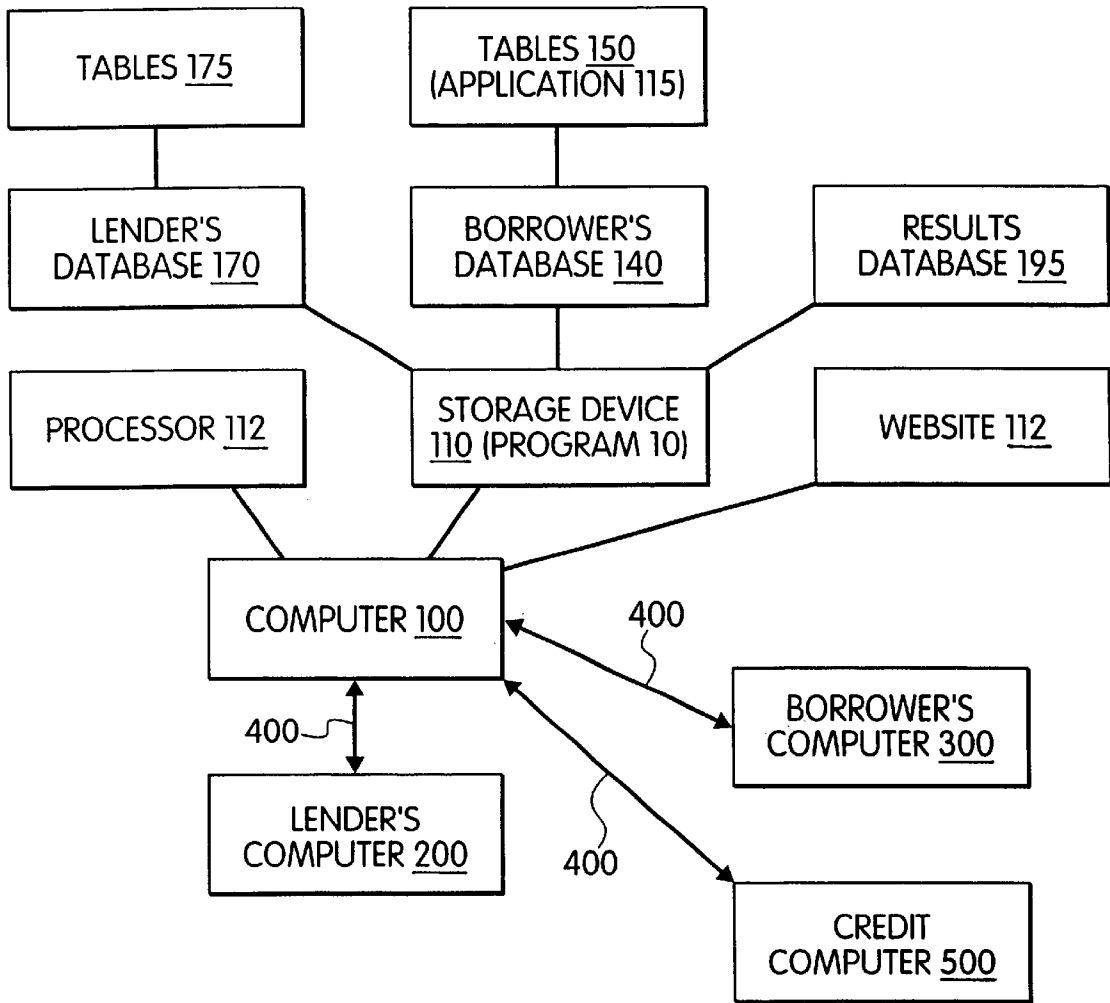 TABLES 175
TABLES 150
(APPLICATION 115)
LENDER'S
DATABASE 170
BORROWER'S
DATABASE 140
RESULTS
DATABASE 195
PROCESSOR 112
STORAGE DEVICE
110 (PROGRAM 10)
WEBSITE 112
COMPUTER 100
400
400
BORROWER'S
COMPUTER 300
LENDER'S
COMPUTER 200
400
CREDIT
COMPUTER 500